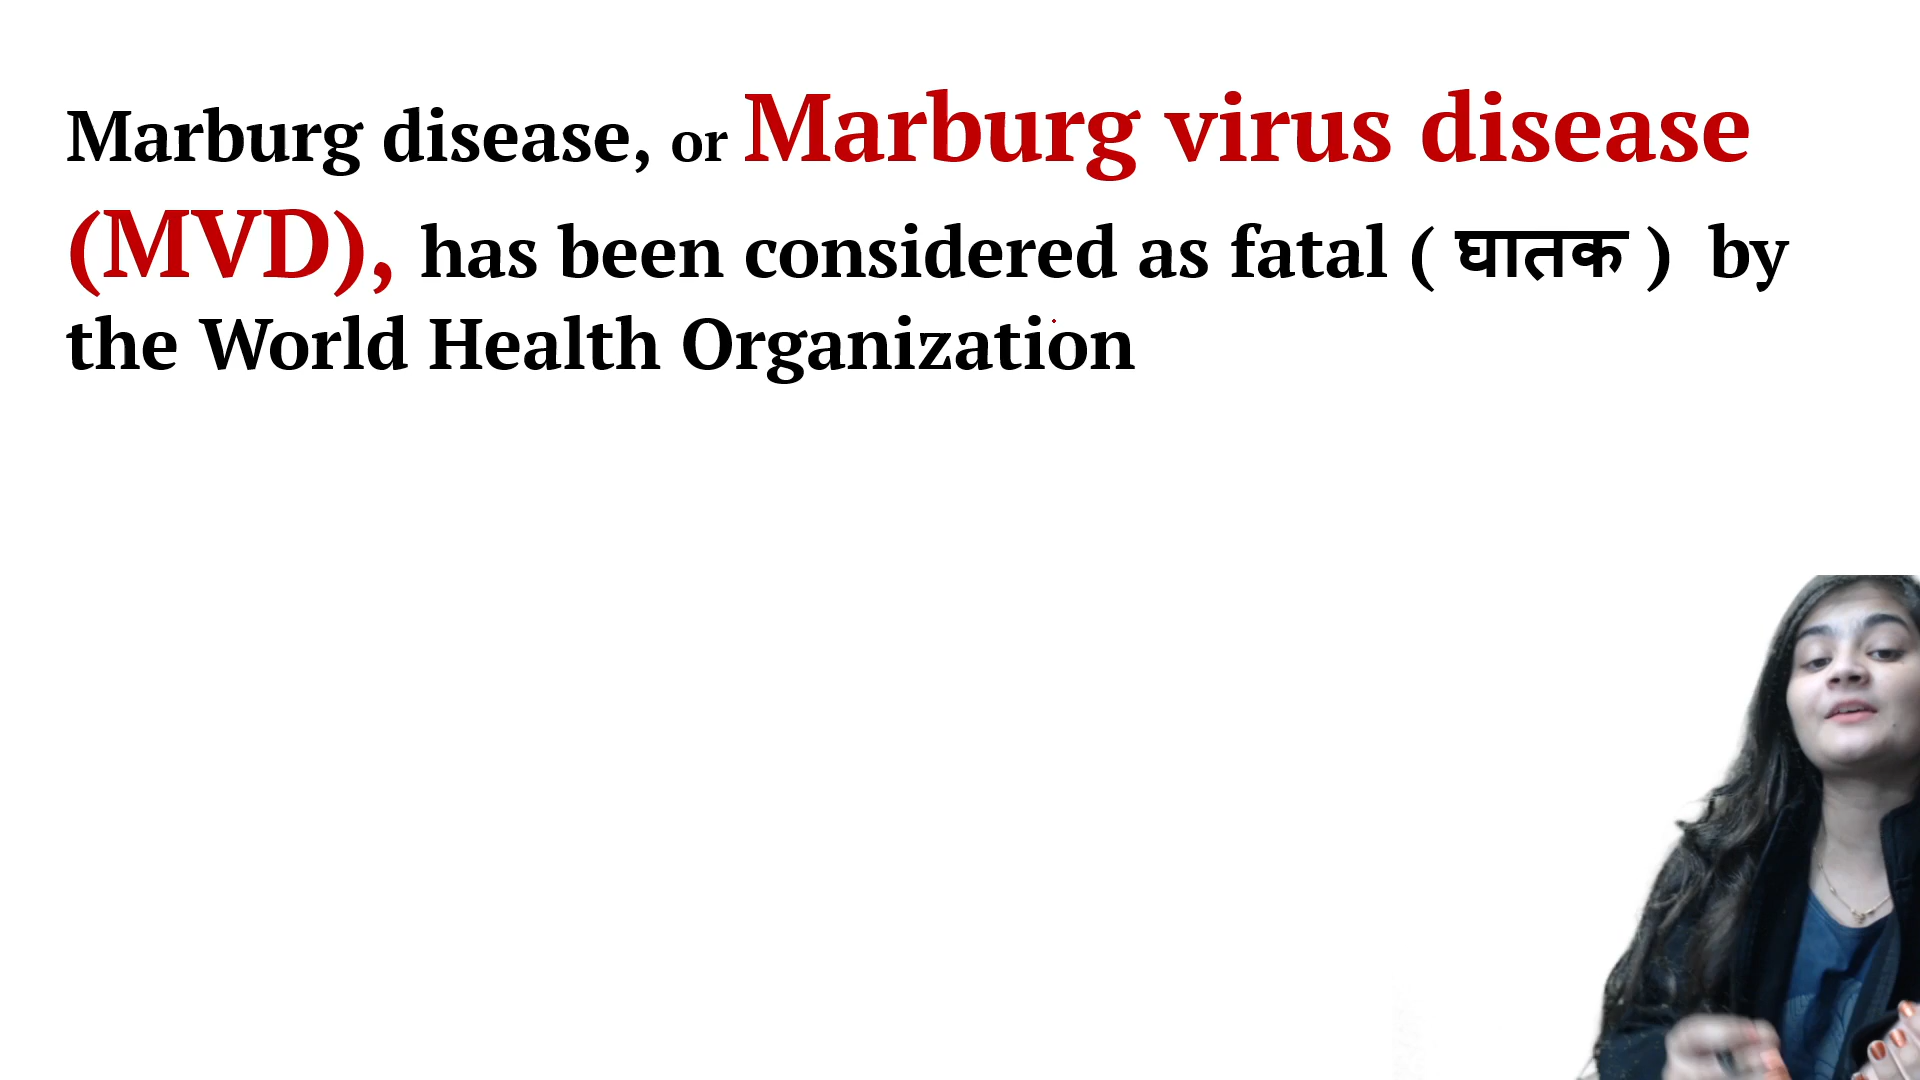 Marburg disease, or Marburg virus disease
(MVD), has been considered as fatal ( घातक ) by
the World Health Organization